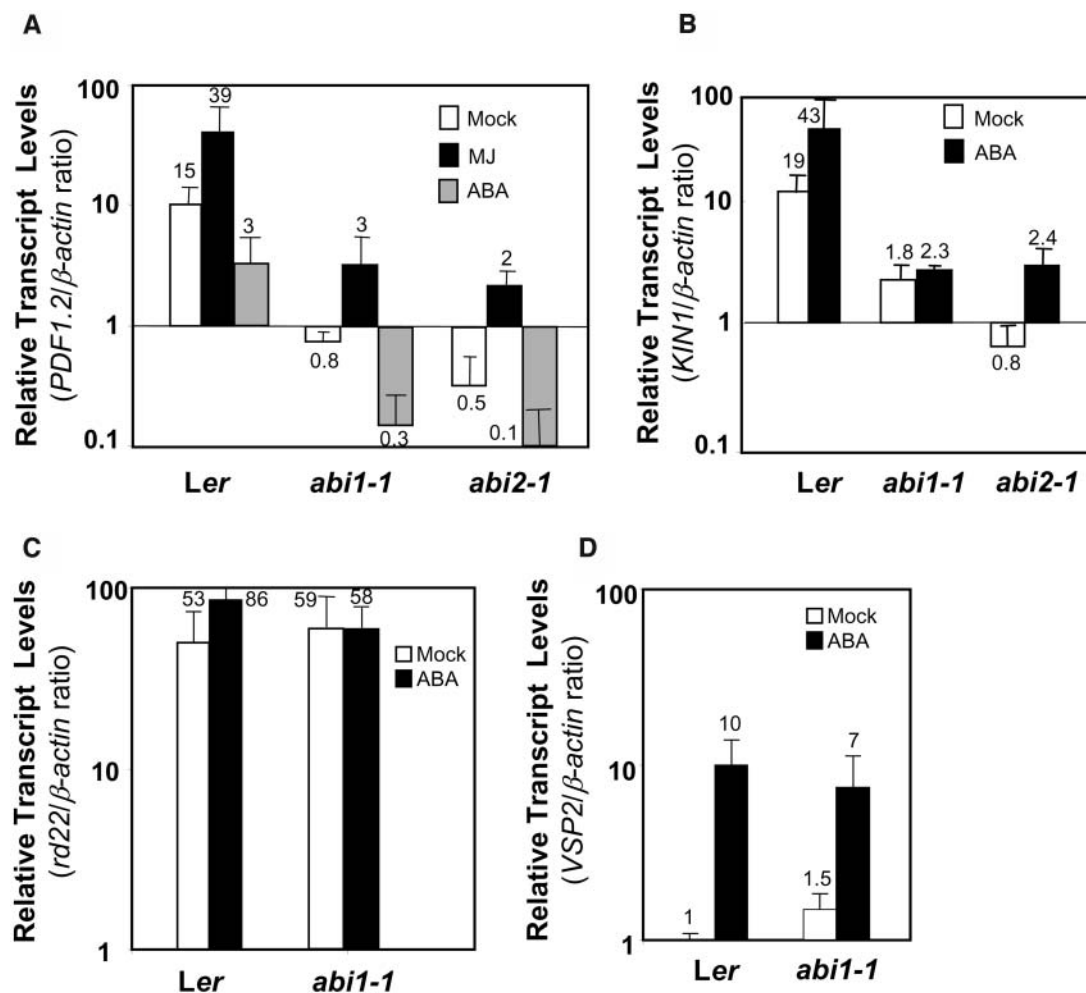 A
Relative Transcript Levels
(PDF1.2/β-actin ratio)
100
10
1
0.1
15
39
3
0.8
3
0.3
0.5
2
0.1
Mock
MJ
ABA
Ler
abi1-1
abi2-1
B
Relative Transcript Levels
(KIN1/β-actin ratio)
100
10
1
0.1
19
43
1.8
2.3
0.8
2.4
Mock
ABA
Ler
abi1-1
abi2-1
C
Relative Transcript Levels
(rd22/β-actin ratio)
100
10
1
53
86
59
58
Mock
ABA
Ler
abi1-1
D
Relative Transcript Levels
(VSP2/β-actin ratio)
100
10
1
1
10
1.5
7
Mock
ABA
Ler
abi1-1